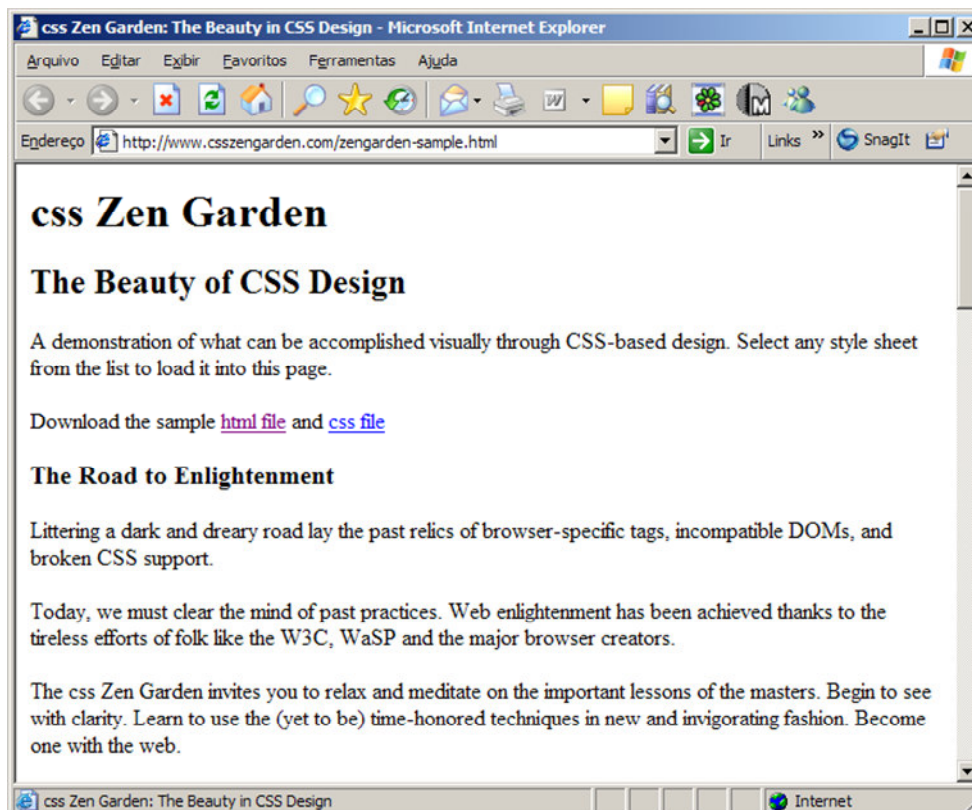 css Zen Garden: The Beauty in CSS Design - Microsoft Internet Explorer
Arquivo Editar Exibir Favoritos Ferramentas Ajuda
Endereço http://www.csszengarden.com/zengarden-sample.html Ir Links » SnagIt
css Zen Garden
The Beauty of CSS Design
A demonstration of what can be accomplished visually through CSS-based design. Select any style sheet
from the list to load it into this page.
Download the sample html file and css file
The Road to Enlightenment
Littering a dark and dreary road lay the past relics of browser-specific tags, incompatible DOMs, and
broken CSS support.
Today, we must clear the mind of past practices. Web enlightenment has been achieved thanks to the
tireless efforts of folk like the W3C, WaSP and the major browser creators.
The css Zen Garden invites you to relax and meditate on the important lessons of the masters. Begin to see
with clarity. Learn to use the (yet to be) time-honored techniques in new and invigorating fashion. Become
one with the web.
css Zen Garden: The Beauty in CSS Design Internet